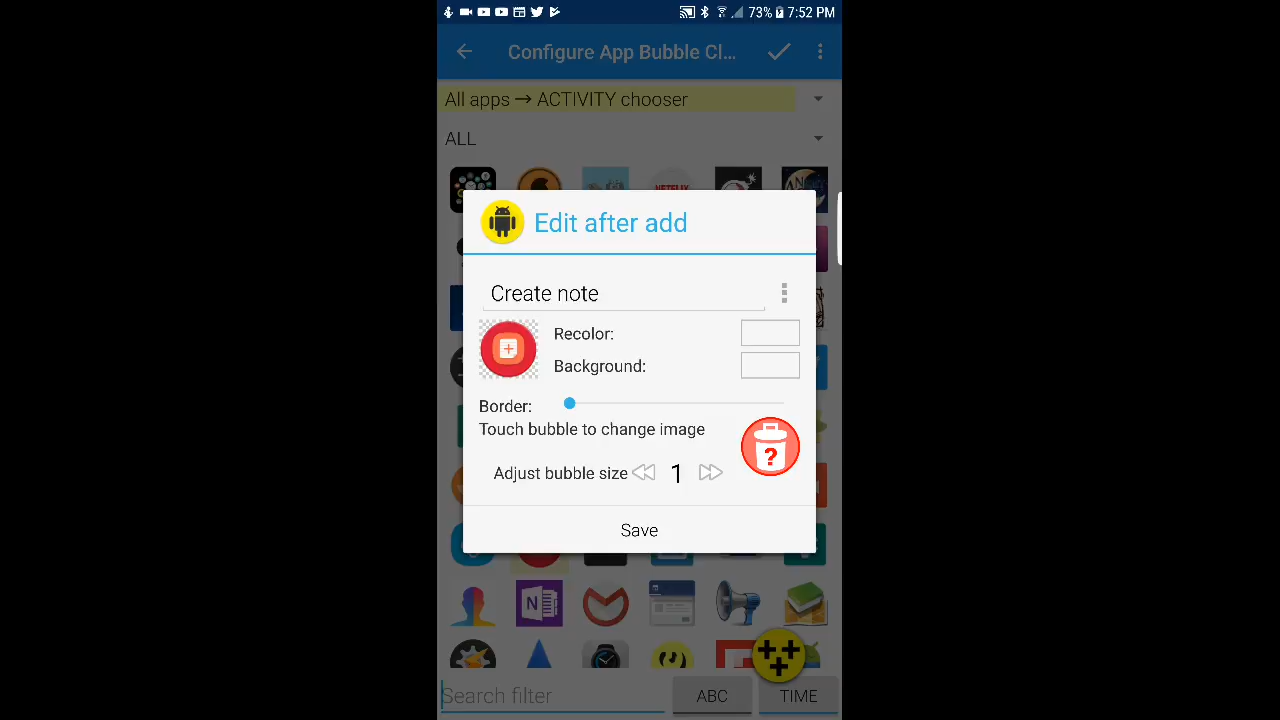 73% 7:52 PM
Configure App Bubble Cl...
All apps → ACTIVITY chooser
ALL
NETFLIX
Edit after add
Create note
Recolor:
Background:
Border:
Touch bubble to change image
?
Adjust bubble size 1
Save
N
Search filter
ABC
TIME